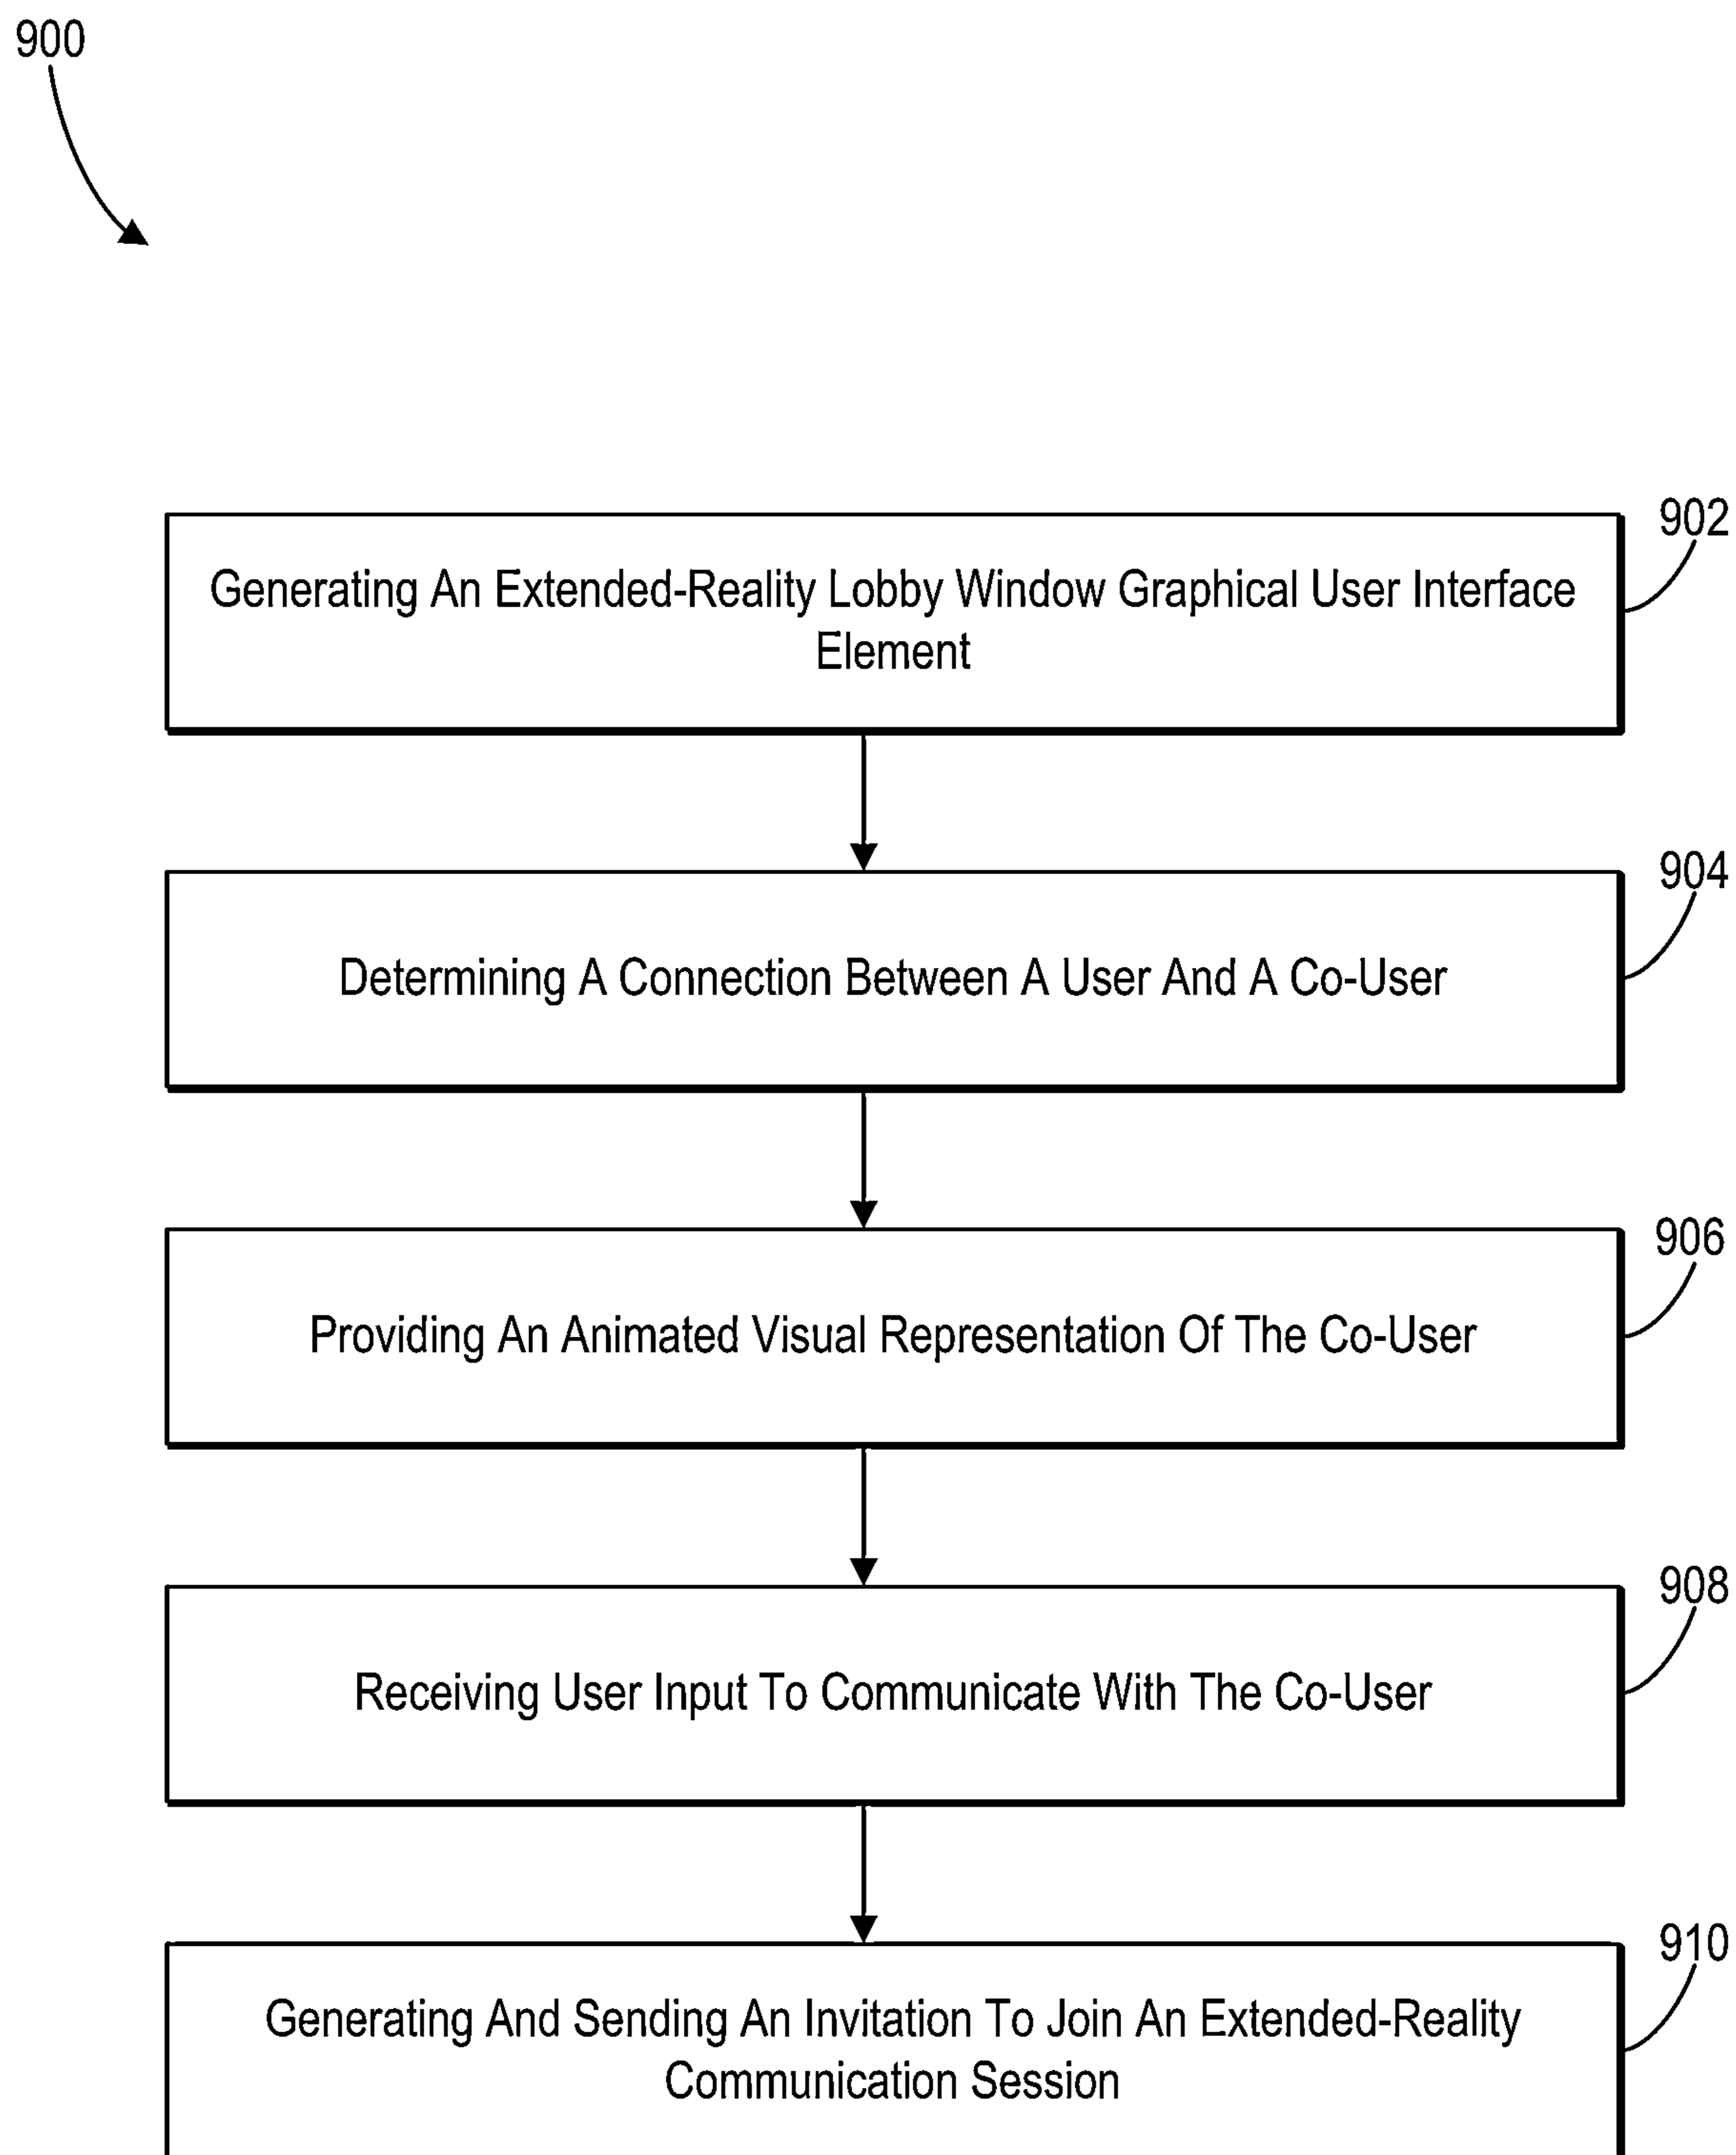 900
902
Generating An Extended-Reality Lobby Window Graphical User Interface
Element
904
Determining A Connection Between A User And A Co-User
906
Providing An Animated Visual Representation Of The Co-User
908
Receiving User Input To Communicate With The Co-User
910
Generating And Sending An Invitation To Join An Extended-Reality
Communication Session